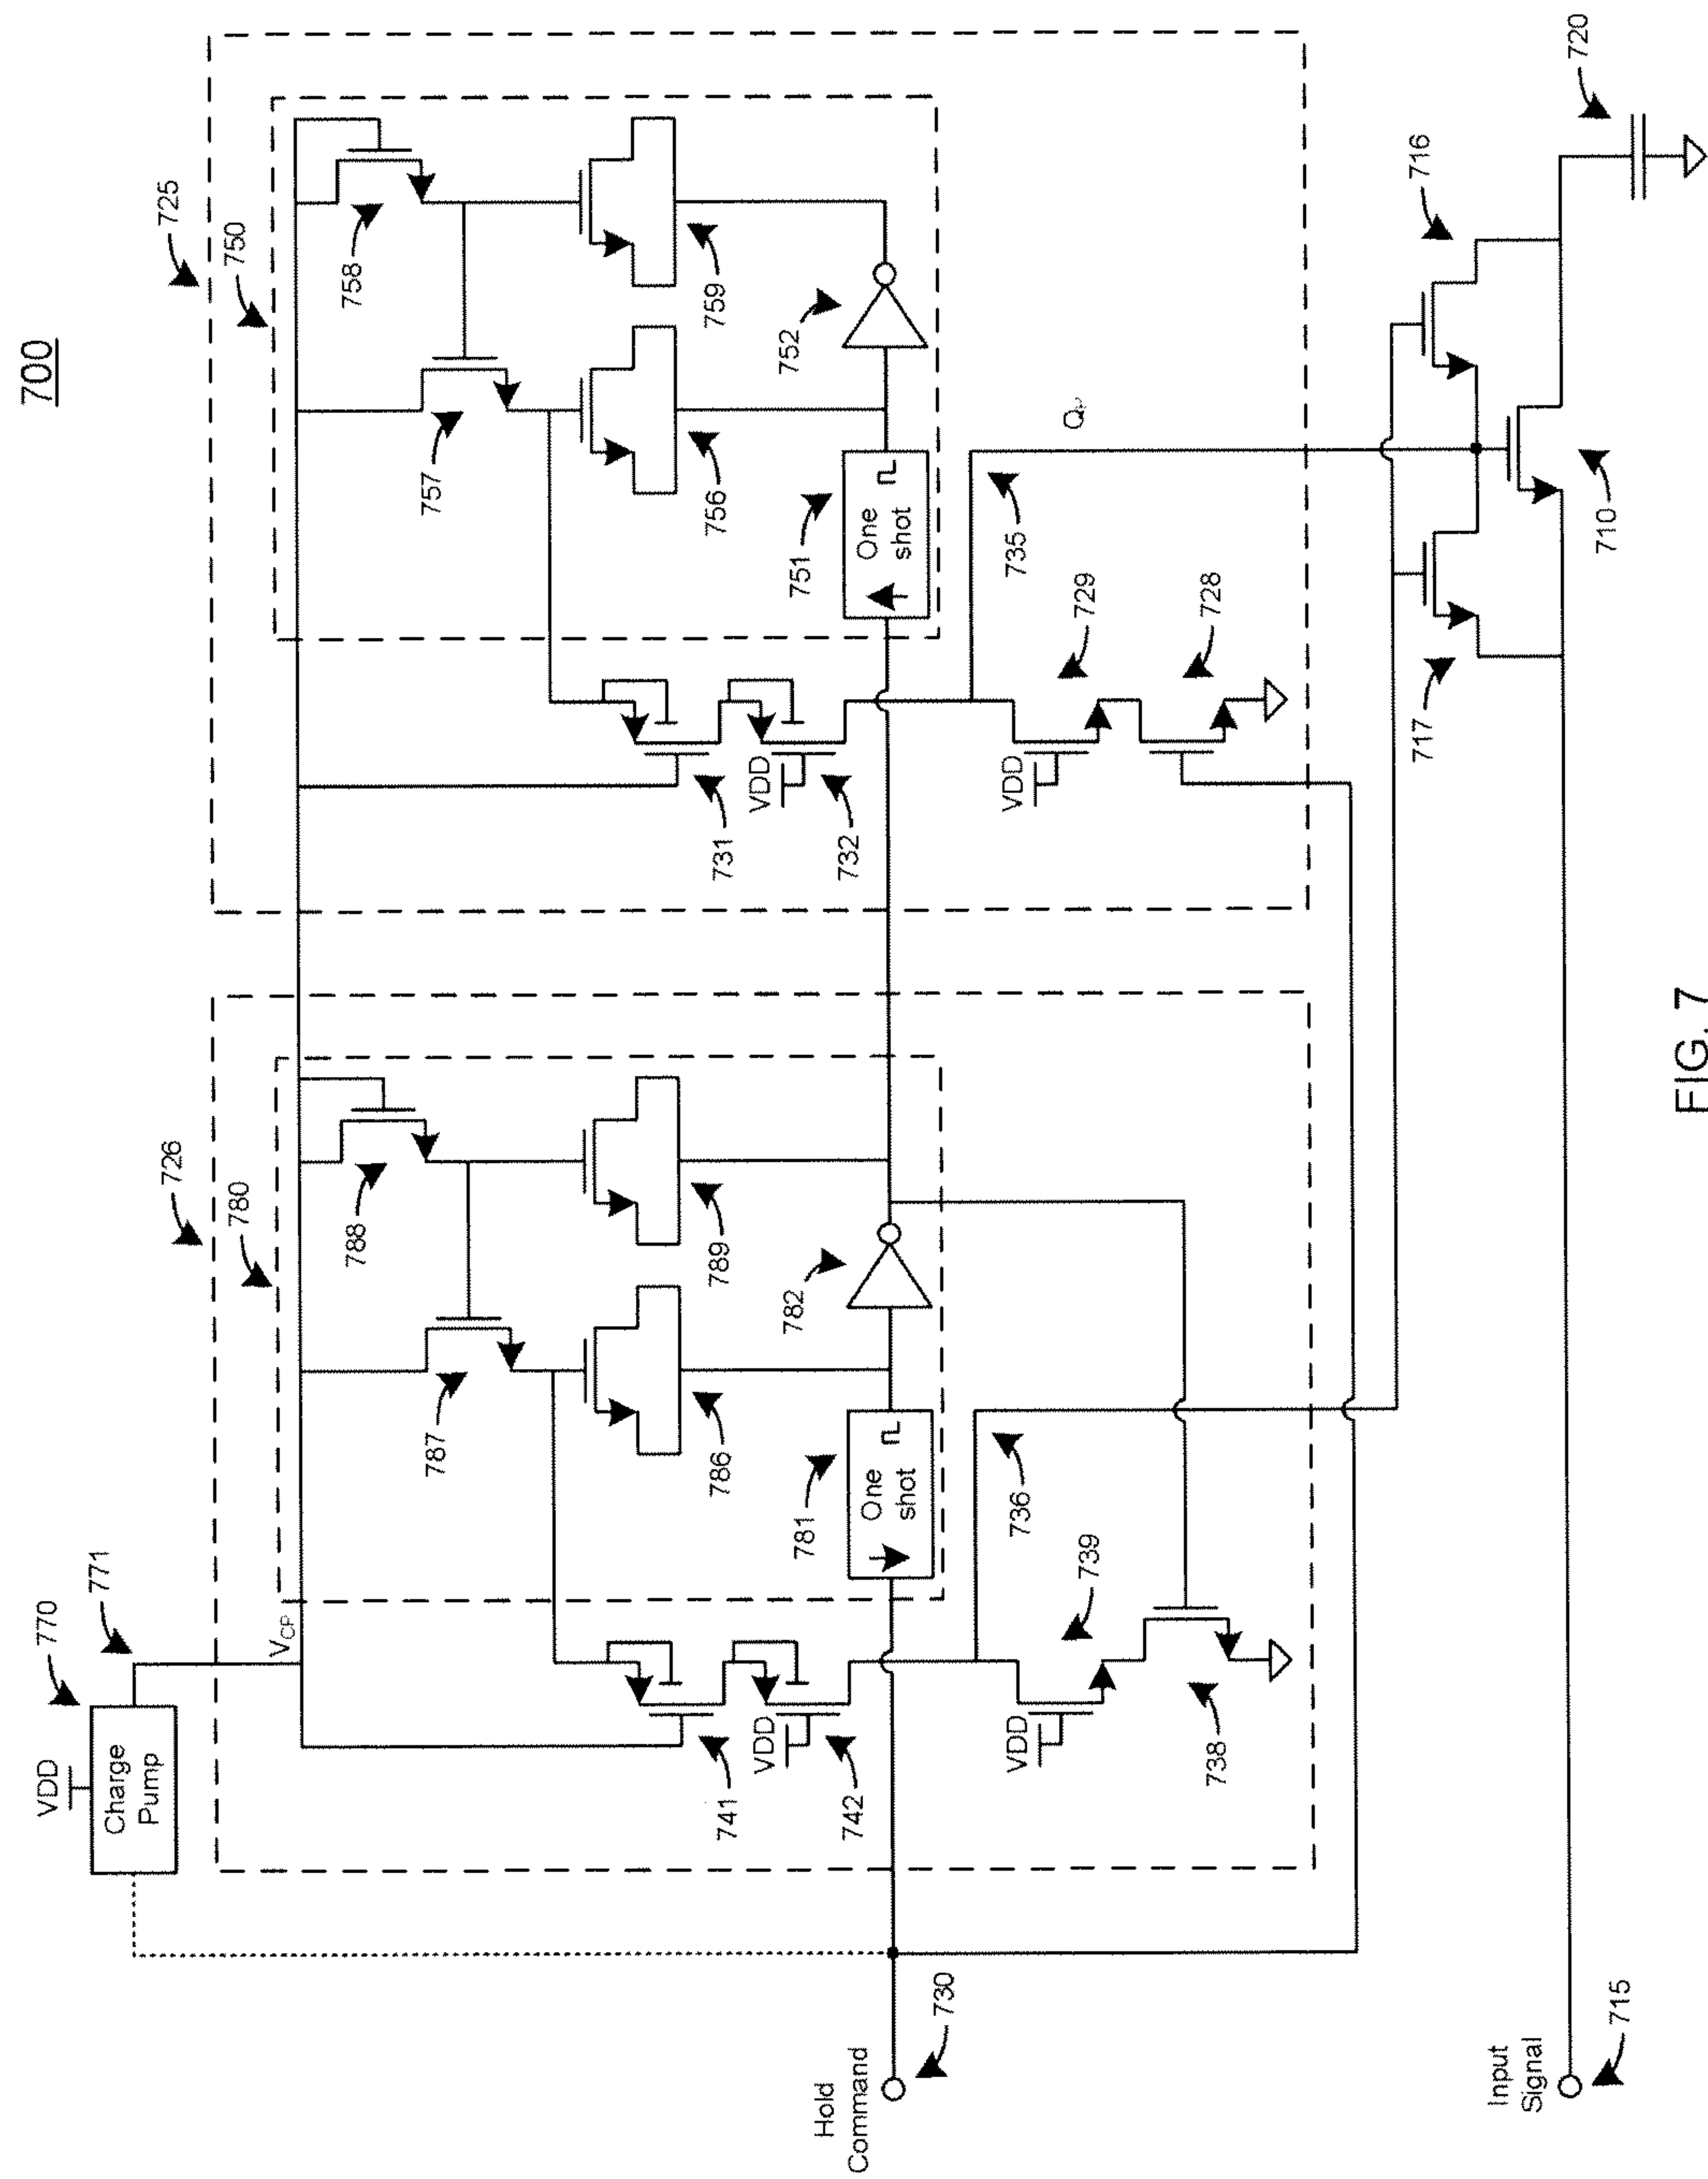 700
725
750
758
757
759
756
752
751
One
shot
731
VDD
732
735
Q
VDD
729
728
716
720
717
710
726
780
788
787
789
786
782
781
One
shot
770
771
VDD
Charge
Pump
VCP
741
VDD
742
736
VDD
739
738
Hold
Command
730
Input
Signal
715
FIG. 7